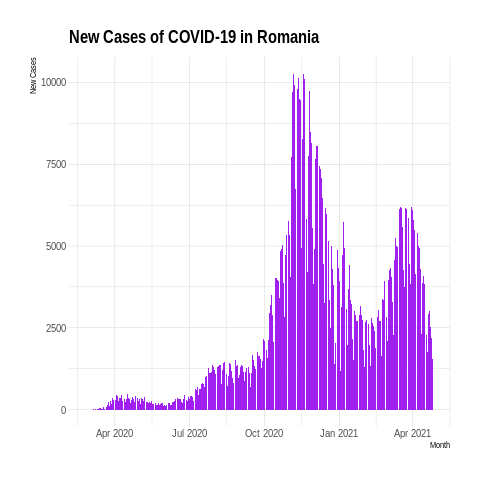 New Cases of COVID-19 in Romania
New Cases
10000
7500
5000
2500
0
Apr 2020 Jul 2020 Oct 2020 Jan 2021 Apr 2021
Month